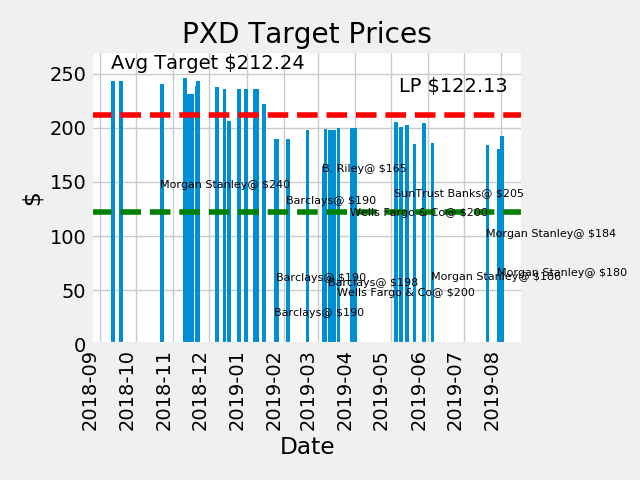 PXD Target Prices
Avg Target $212.24
LP $122.13
250
200
150
100
50
0
$
B. Riley@ $165
Morgan Stanley@ $240
SunTrust Banks@ $205
Barclays@ $190
Wells Fargo & Co@ $200
Morgan Stanley@ $184
Morgan Stanley@ $180
Barclays@ $190
Morgan Stanley@ $186
Barclays@ $198
Wells Fargo & Co@ $200
Barclays@ $190
2018-09
2018-10
2018-11
2018-12
2019-01
2019-02
2019-03
2019-04
2019-05
2019-06
2019-07
2019-08
Date